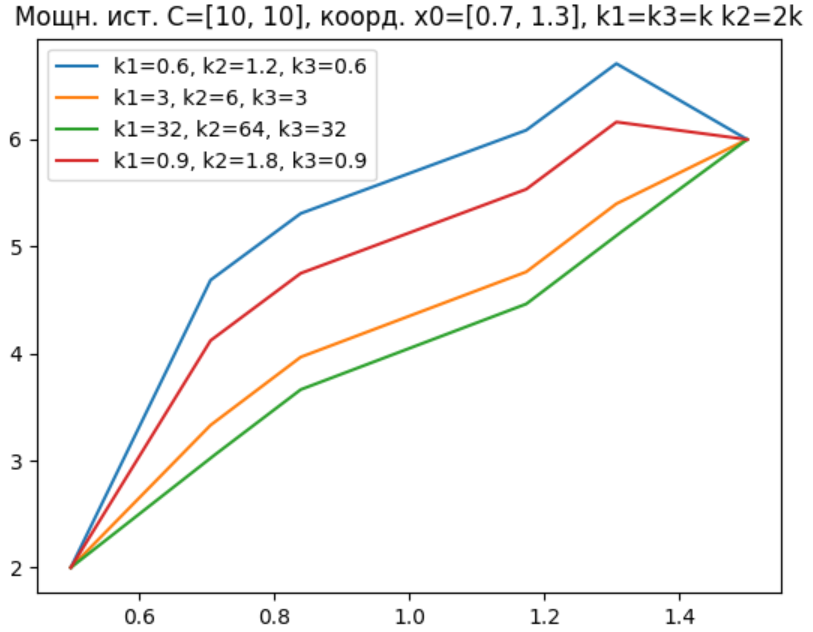 Мощн. ист. C=[10, 10], коорд. x0=[0.7, 1.3], k1=k3=k k2=2k
k1=0.6, k2=1.2, k3=0.6
k1=3, k2=6, k3=3
k1=32, k2=64, k3=32
k1=0.9, k2=1.8, k3=0.9
6
5
4
3
2
0.6 0.8 1.0 1.2 1.4